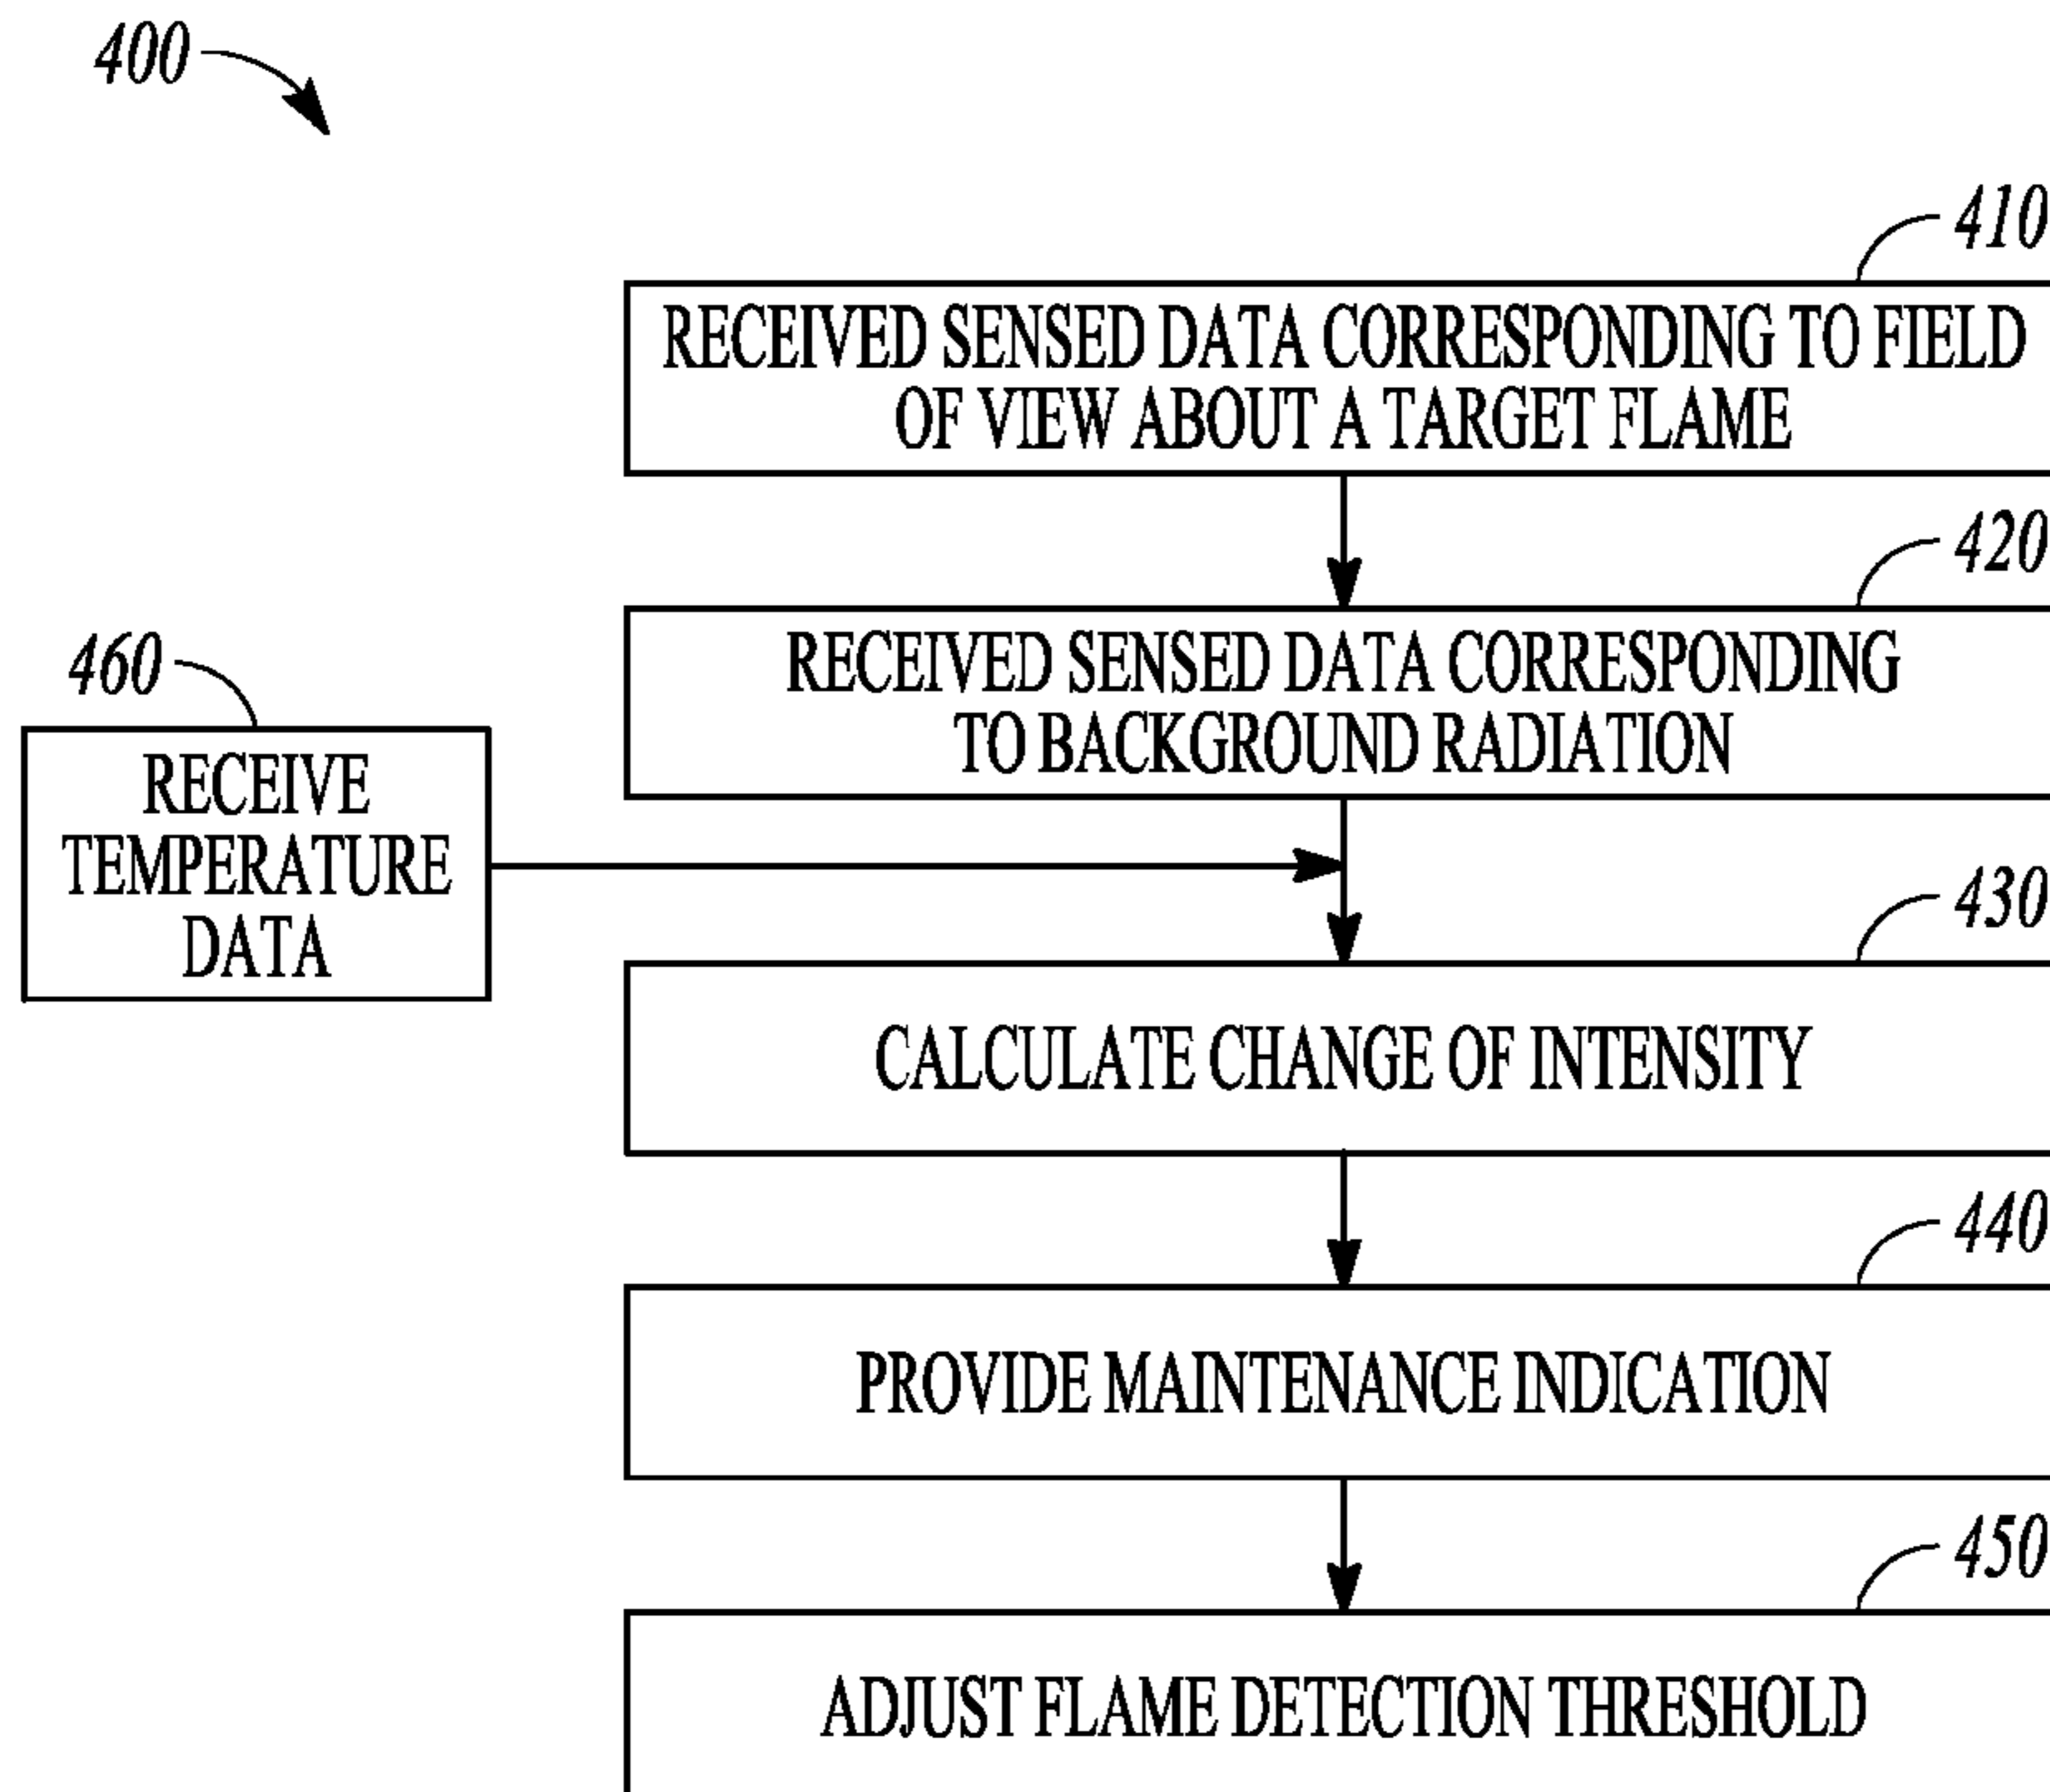 400
410
RECEIVED SENSED DATA CORRESPONDING TO FIELD
OF VIEW ABOUT A TARGET FLAME
420
RECEIVED SENSED DATA CORRESPONDING
TO BACKGROUND RADIATION
460
RECEIVE
TEMPERATURE
DATA
430
CALCULATE CHANGE OF INTENSITY
440
PROVIDE MAINTENANCE INDICATION
450
ADJUST FLAME DETECTION THRESHOLD